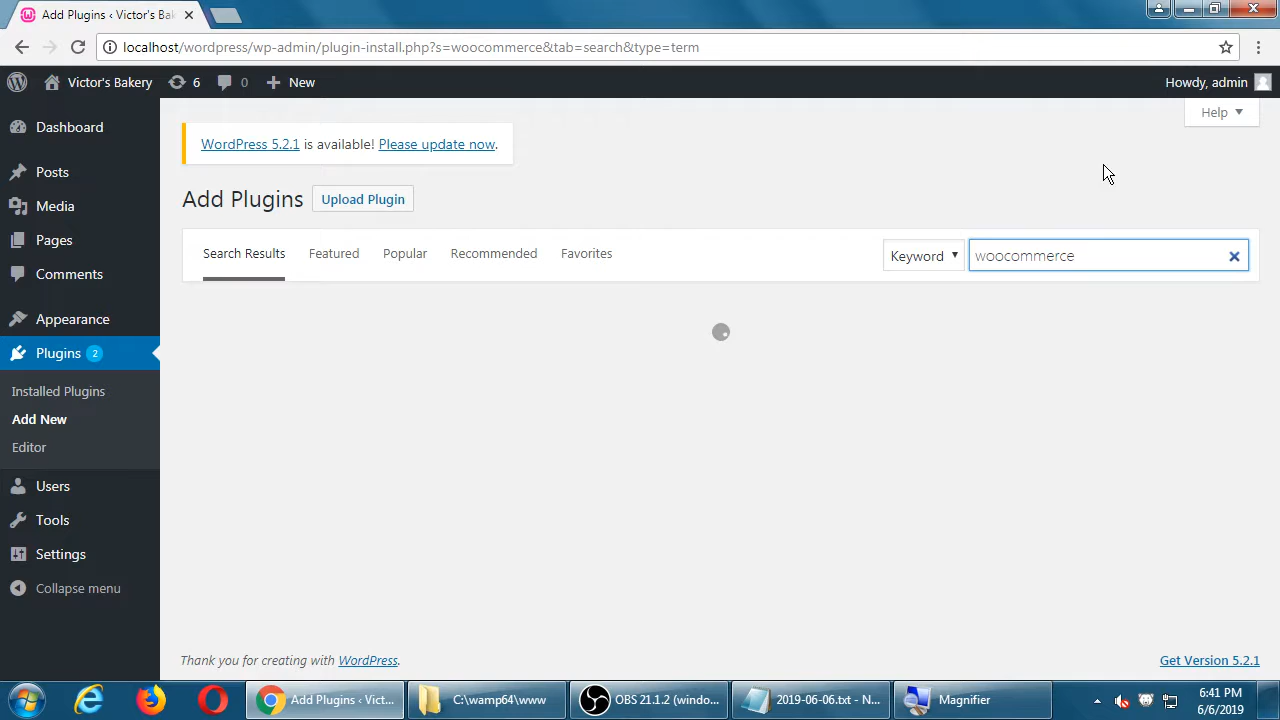 Add Plugins ‹ Victor's Bak
localhost/wordpress/wp-admin/plugin-install.php?s=woocommerce&tab=search&type=term
Victor's Bakery 6 0 New Howdy, admin
Help
Dashboard
Posts
Media
Pages
Comments
Appearance
Plugins 2
Installed Plugins
Add New
Editor
Users
Tools
Settings
Collapse menu
WordPress 5.2.1 is available! Please update now.
Add Plugins Upload Plugin
Search Results Featured Popular Recommended Favorites Keyword woocommerce
Thank you for creating with WordPress. Get Version 5.2.1
Add Plugins ‹ Vict... C:\wamp64\www OBS 21.1.2 (windo... 2019-06-06.txt - N... Magnifier 6:41 PM
6/6/2019